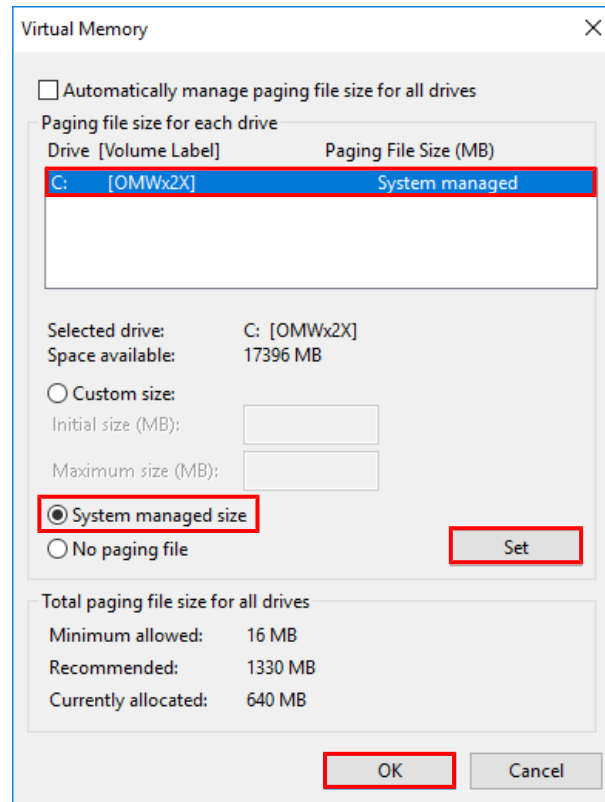 Virtual Memory
Automatically manage paging file size for all drives
Paging file size for each drive
Drive [Volume Label] Paging File Size (MB)
C: [OMWx2X] System managed
Selected drive: C: [OMWx2X]
Space available: 17396 MB
Custom size:
Initial size (MB):
Maximum size (MB):
System managed size
No paging file Set
Total paging file size for all drives
Minimum allowed: 16 MB
Recommended: 1330 MB
Currently allocated: 640 MB
OK Cancel